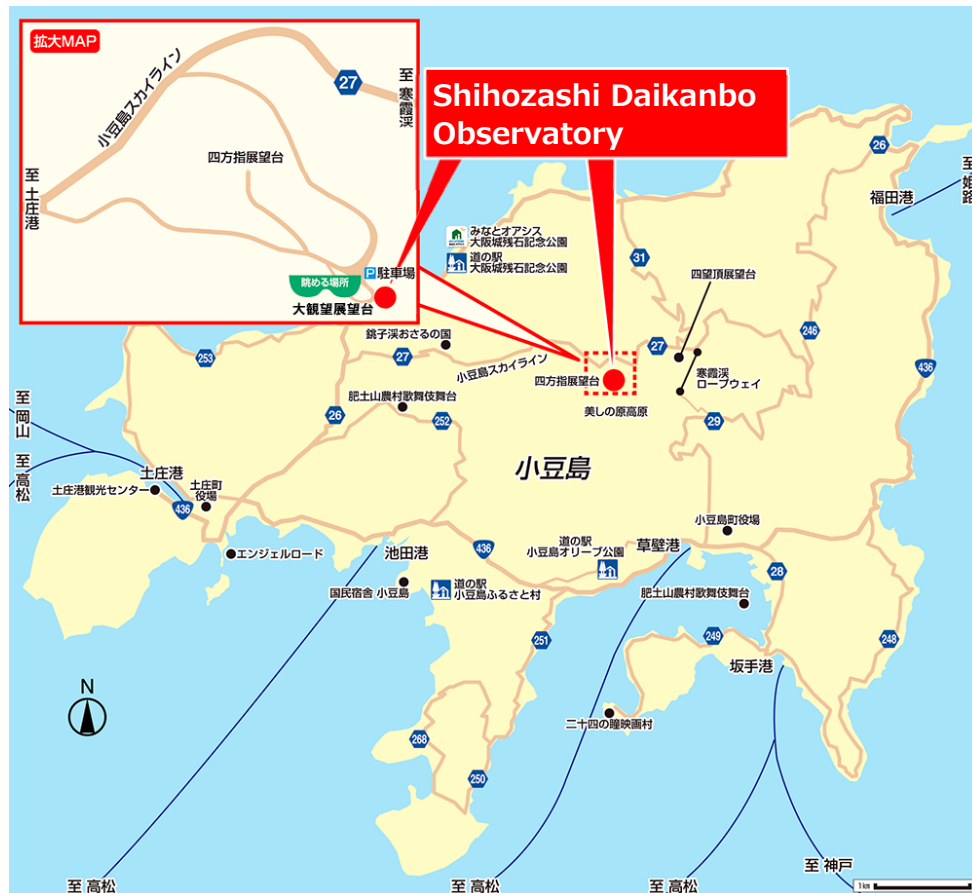 拡大MAP
小豆島スカイライン
27
至 寒霞渓
至 土庄港
四方指展望台
P 駐車場
眺める場所
大観望展望台
Shihozashi Daikanbo
Observatory
26
福田港
至 姫路
みなとオアシス
大阪城残石記念公園
道の駅
大阪城残石記念公園
31
四望頂展望台
246
436
253
27
銚子渓おさるの国
小豆島スカイライン
27
四方指展望台
寒霞渓
ロープウェイ
美しの原高原
29
肥土山農村歌舞伎舞台
26
252
至 岡山
至 高松
小豆島
土庄港
土庄港観光センター
土庄町
役場
436
エンジェルロード
池田港
436
道の駅
小豆島オリーブ公園
草壁港
小豆島町役場
国民宿舎 小豆島
道の駅
小豆島ふるさと村
28
肥土山農村歌舞伎舞台
251
249
248
坂手港
N
二十四の瞳映画村
268
250
至 高松
至 高松
至 高松
至 神戸
1km